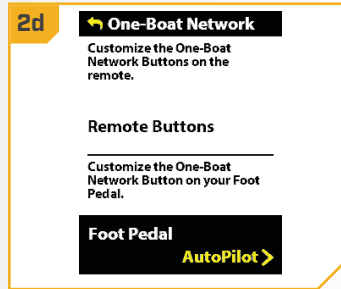 2d
One-Boat Network
Customize the One-Boat
Network Buttons on the
remote.
Remote Buttons
Customize the One-Boat
Network Button on your Foot
Pedal.
Foot Pedal
AutoPilot >